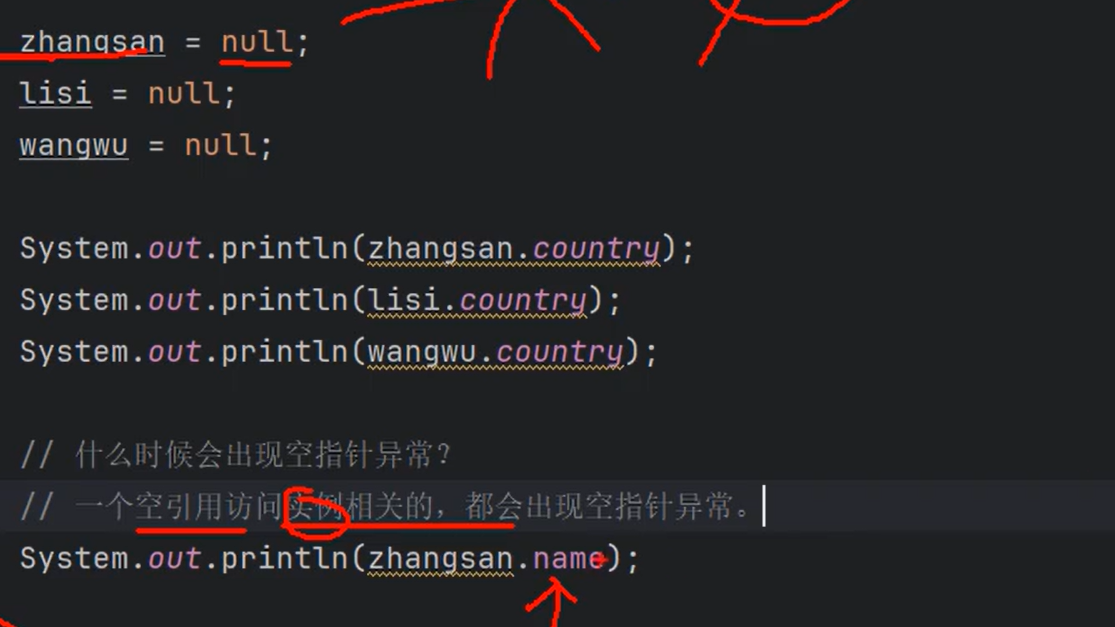 zhangsan = null;
lisi = null;
wangwu = null;
System.out.println(zhangsan.country);
System.out.println(lisi.country);
System.out.println(wangwu.country);
// 什么时候会出现空指针异常?
// 一个空引用访问实例相关的，都会出现空指针异常。
System.out.println(zhangsan.name);